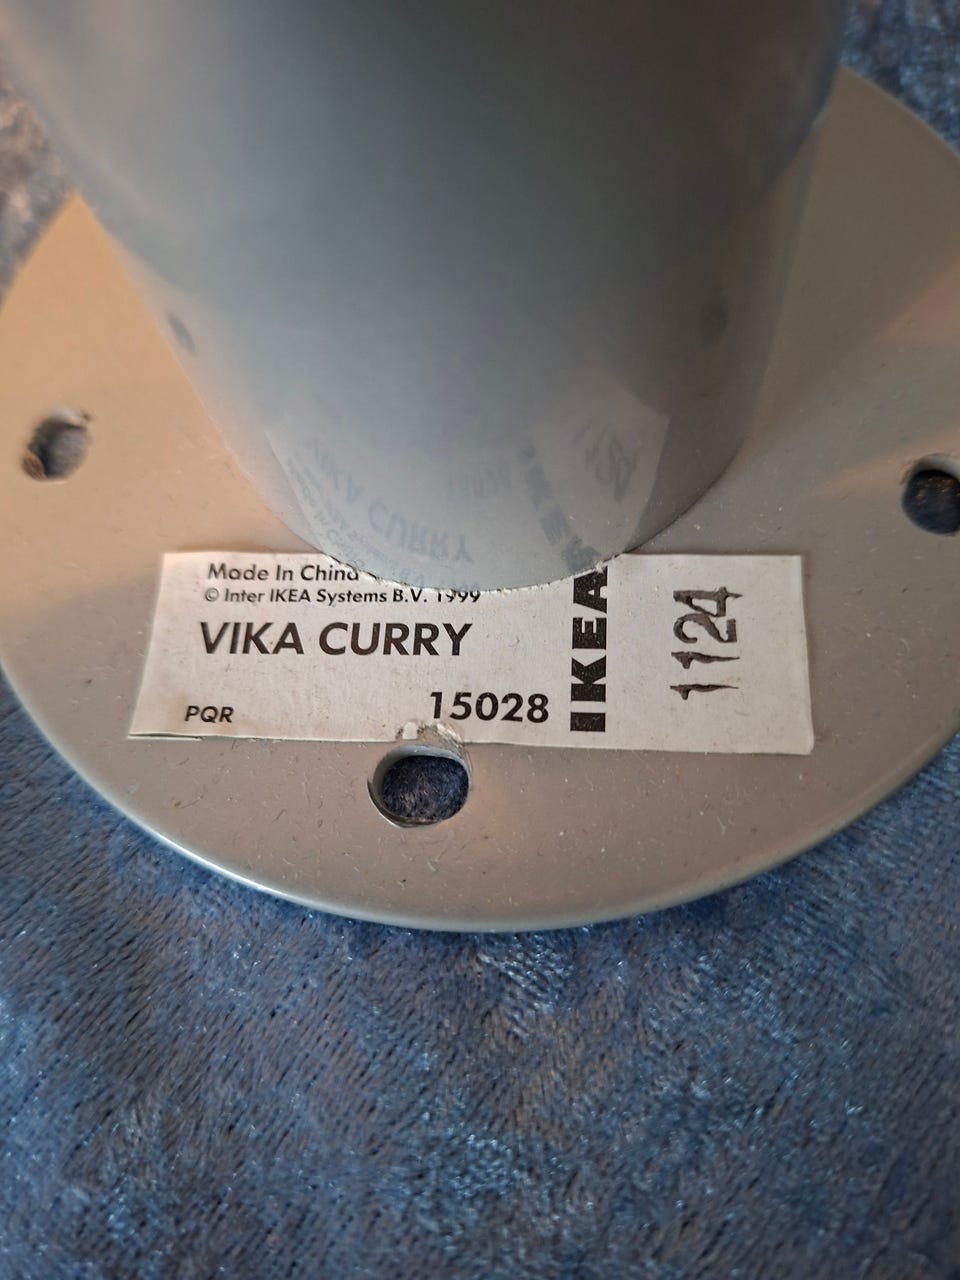 Made In China
© Inter IKEA Systems B.V. 1999
VIKA CURRY
PQR
15028
IKEA
1124